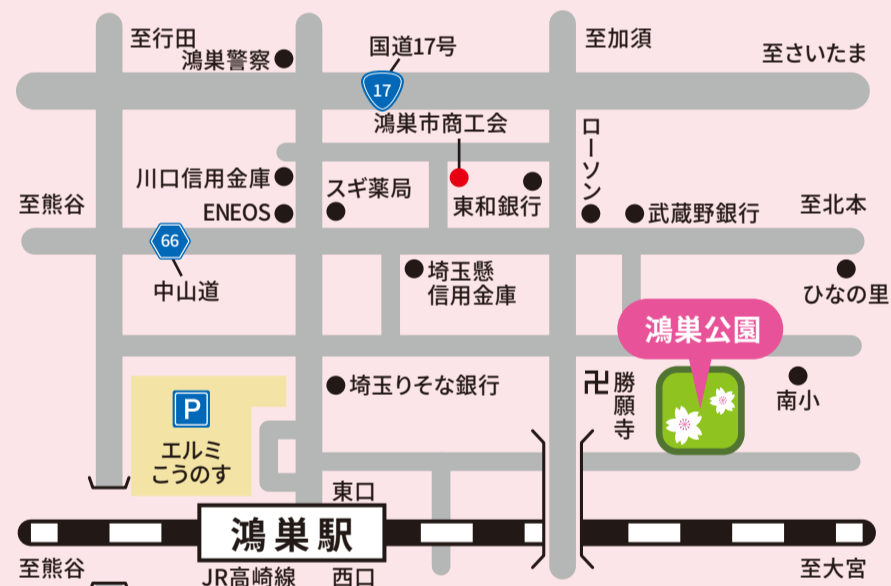 至行田
国道17号
至加須
鴻巣警察
至さいたま
17
鴻巣市商工会
ローソン
川口信用金庫
スギ薬局
至熊谷
ENEOS
東和銀行
武蔵野銀行
至北本
66
中山道
埼玉懸
信用金庫
ひなの里
鴻巣公園
埼玉りそな銀行
卍
勝願寺
南小
P
エルミ
こうのす
東口
鴻巣駅
至熊谷
JR高崎線
西口
至大宮